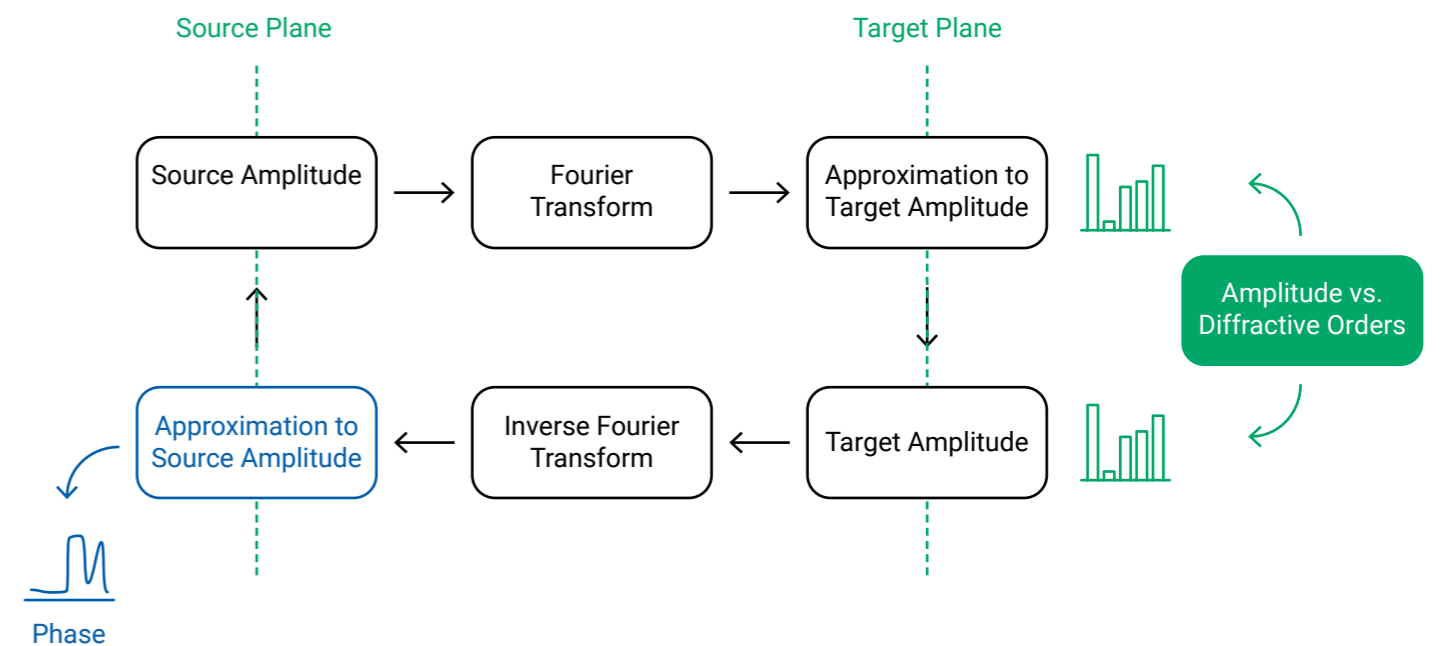 Source Plane
Target Plane
Source Amplitude
Fourier
Transform
Approximation to
Target Amplitude
Amplitude vs.
Diffractive Orders
Approximation to
Source Amplitude
Inverse Fourier
Transform
Target Amplitude
Phase